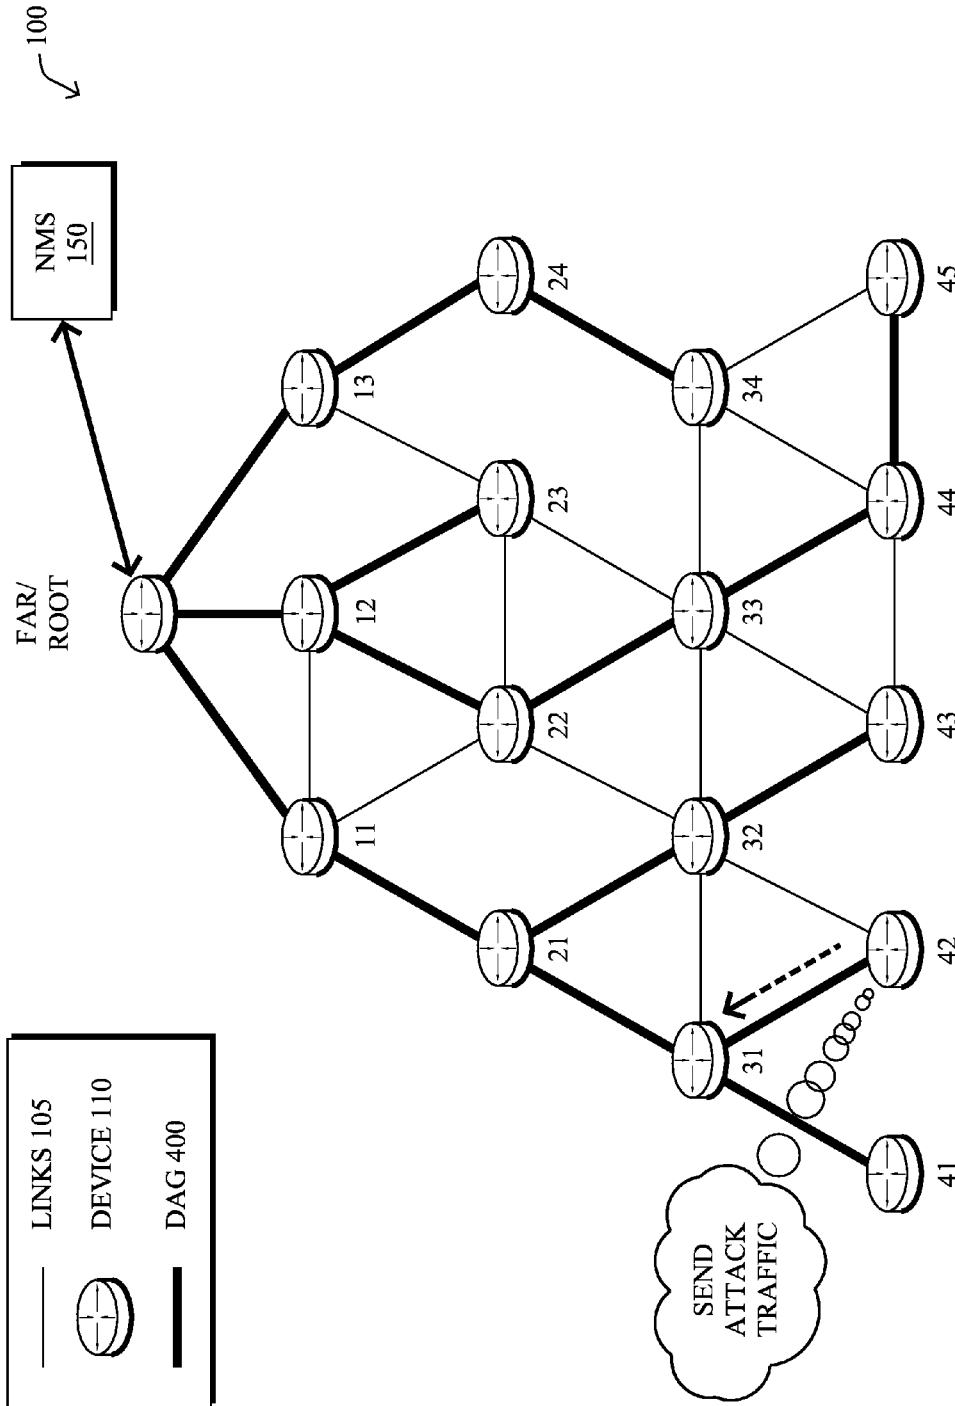 100
NMS
150
FAR/
ROOT
13
24
12
23
11
22
34
45
21
33
44
32
43
31
42
41
LINKS 105
DEVICE 110
DAG 400
SEND
ATTACK
TRAFFIC